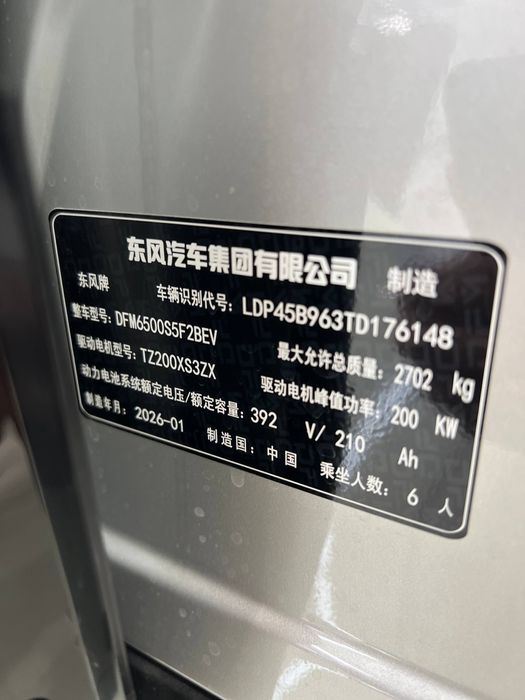 东风汽车集团有限公司 制造
东风牌 车辆识别代号：LDP45B963TD176148
整车型号：DFM6500S5F2BEV 最大允许总质量：2702 kg
驱动电机型号：TZ200XS3ZX 驱动电机峰值功率：200 KW
动力电池系统额定电压/额定容量：392 V/ 210 Ah
制造年月：2026-01 制造国：中国 乘坐人数：6 人